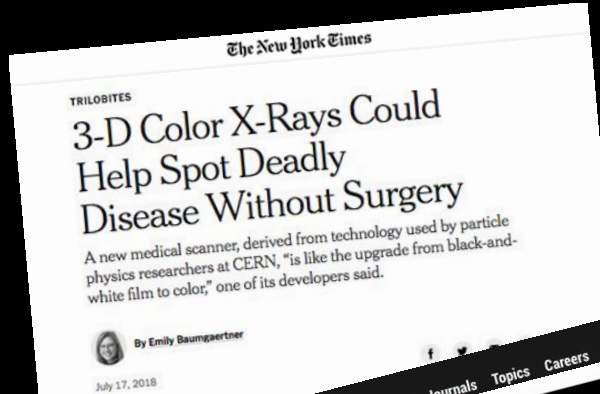 The New York Times
TRILOBITES
3-D Color X-Rays Could
Help Spot Deadly
Disease Without Surgery
A new medical scanner, derived from technology used by particle
physics researchers at CERN, “is like the upgrade from black-and-
white film to color,” one of its developers said.
By Emily Baumgaertner
July 17, 2018
Topics
Careers